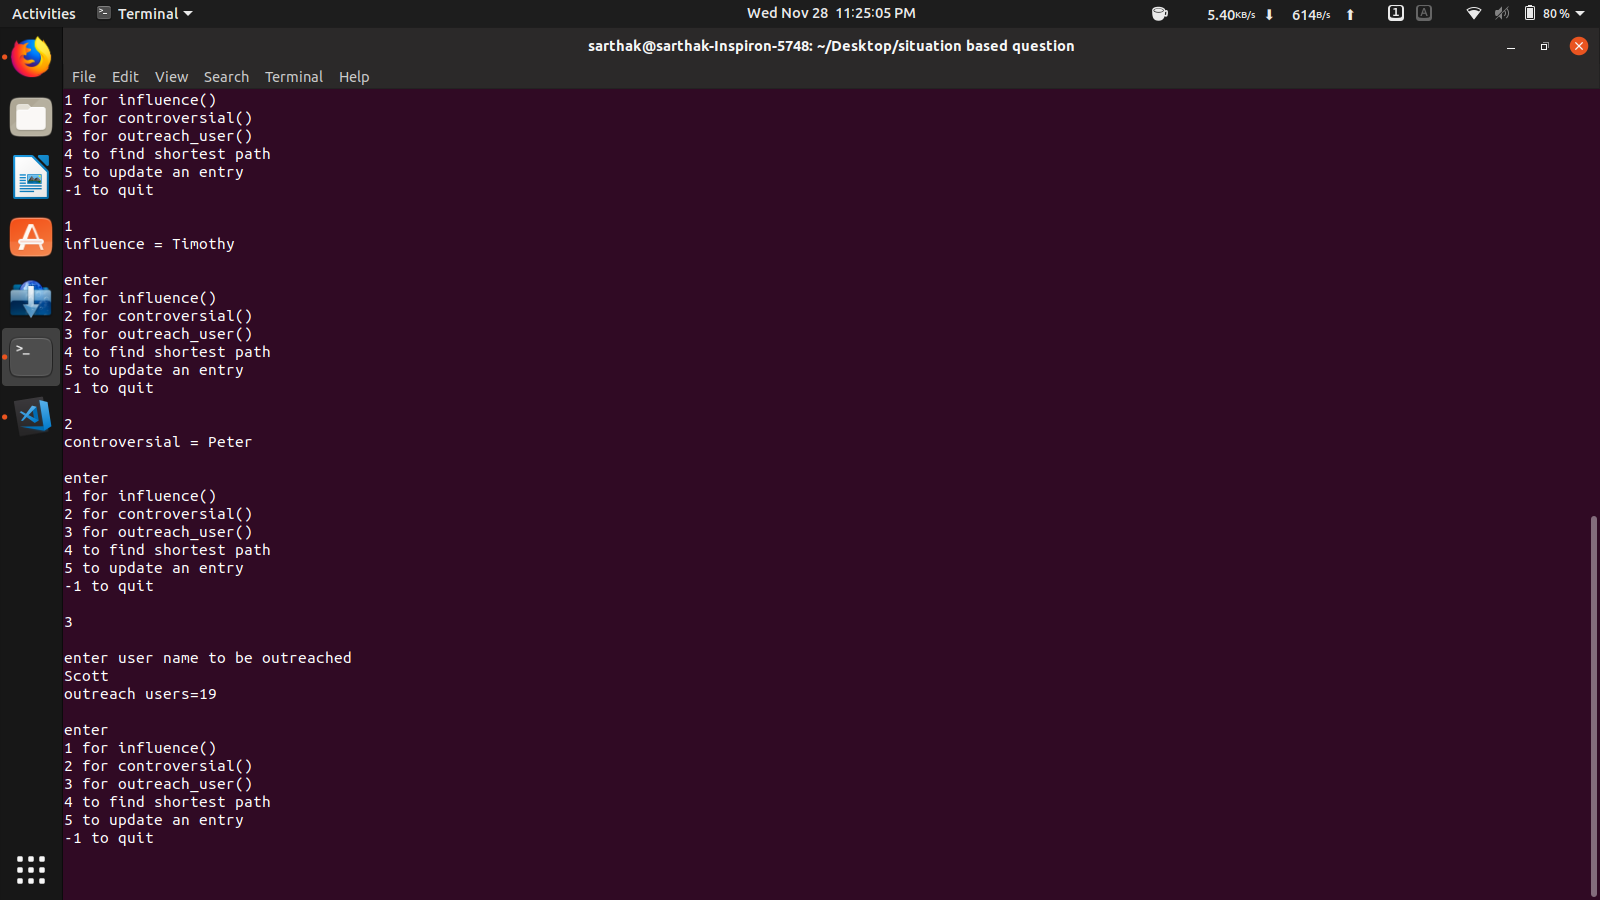 Activities
Terminal
Wed Nov 28 11:25:05 PM
5.40KB/s
614B/s
1
A
80 %
sarthak@sarthak-Inspiron-5748: ~/Desktop/situation based question
File Edit View Search Terminal Help
1 for influence()
2 for controversial()
3 for outreach_user()
4 to find shortest path
5 to update an entry
-1 to quit
1
influence = Timothy
enter
1 for influence()
2 for controversial()
3 for outreach_user()
4 to find shortest path
5 to update an entry
-1 to quit
2
controversial = Peter
enter
1 for influence()
2 for controversial()
3 for outreach_user()
4 to find shortest path
5 to update an entry
-1 to quit
3
enter user name to be outreached
Scott
outreach users=19
enter
1 for influence()
2 for controversial()
3 for outreach_user()
4 to find shortest path
5 to update an entry
-1 to quit